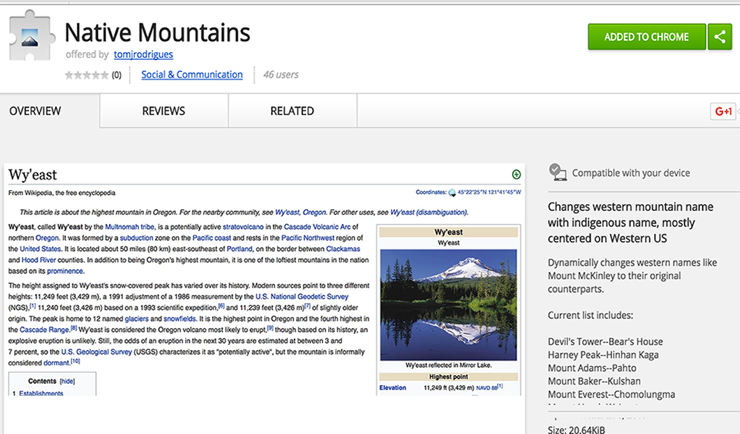 Native Mountains
offered by tomjrodrigues
(0) Social & Communication 46 users
ADDED TO CHROME
OVERVIEW REVIEWS RELATED
G+1
Wy'east
From Wikipedia, the free encyclopedia
Coordinates: 45°22′25″N 121°41′45″W
This article is about the highest mountain in Oregon. For the nearby community, see Wy'east, Oregon. For other uses, see Wy'east (disambiguation).
Wy'east, called Wy'east by the Multnomah tribe, is a potentially active stratovolcano in the Cascade Volcanic Arc of
northern Oregon. It was formed by a subduction zone on the Pacific coast and rests in the Pacific Northwest region of
the United States. It is located about 50 miles (80 km) east-southeast of Portland, on the border between Clackamas
and Hood River counties. In addition to being Oregon's highest mountain, it is one of the loftiest mountains in the nation
based on its prominence.
The height assigned to Wy'east's snow-covered peak has varied over its history. Modern sources point to three different
heights: 11,249 feet (3,429 m), a 1991 adjustment of a 1986 measurement by the U.S. National Geodetic Survey
(NGS),[1] 11,240 feet (3,426 m) based on a 1993 scientific expedition,[6] and 11,239 feet (3,426 m)[7] of slightly older
origin. The peak is home to 12 named glaciers and snowfields. It is the highest point in Oregon and the fourth highest in
the Cascade Range.[8] Wy'east is considered the Oregon volcano most likely to erupt,[9] though based on its history, an
explosive eruption is unlikely. Still, the odds of an eruption in the next 30 years are estimated at between 3 and
7 percent, so the U.S. Geological Survey (USGS) characterizes it as "potentially active", but the mountain is informally
considered dormant.[10]
Contents [hide]
1 Establishments
Wy'east
Wy'east
Wy'east reflected in Mirror Lake.
Highest point
Elevation 11,249 ft (3,429 m) NAVD 88[1]
Compatible with your device
Changes western mountain name
with indigenous name, mostly
centered on Western US
Dynamically changes western names like
Mount McKinley to their original
counterparts.
Current list includes:
Devil's Tower--Bear's House
Harney Peak--Hinhan Kaga
Mount Adams--Pahto
Mount Baker--Kulshan
Mount Everest--Chomolungma
Size: 20.64KiB